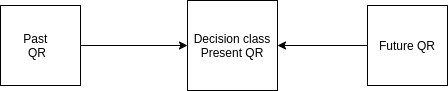 Past
QR
Decision class
Present QR
Future QR